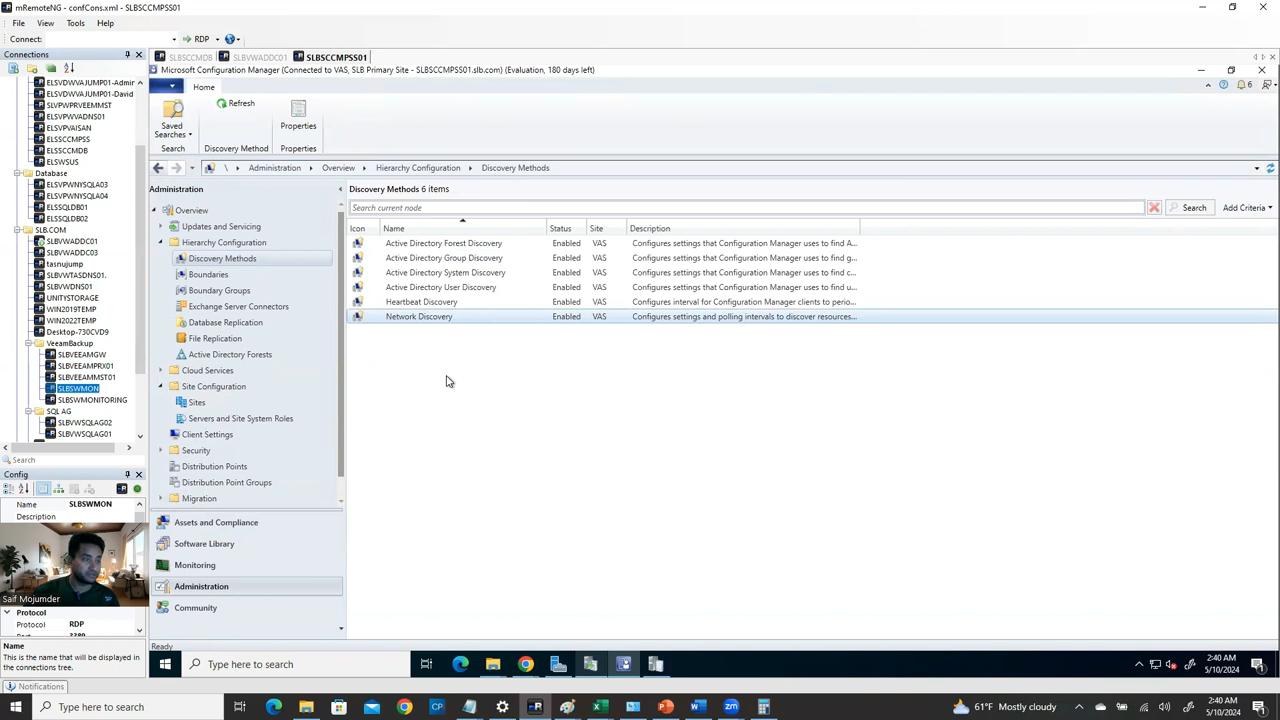 mRemoteNG - confCons.xml - SLBSCCMPSS01
File View Tools Help
Connect: RDP
Connections
ELSVDWVAJUMP01-Admir
ELSVDWVAJUMP01-David
SLVPWPRVEEMMST
ELSVPWVADNS01
ELSVPVAISAN
ELSSCCMPSS
ELSSCCMDB
ELSWSUS
Database
ELSVPWNYSQLA03
ELSVPWNYSQLA04
ELSSQLDB01
ELSSQLDB02
SLB.COM
SLBVWADDC01
SLBVWADDC03
tasnujump
SLBVWTASDNS01.
SLBVWDNS01
UNITYSTORAGE
WIN2019TEMP
WIN2022TEMP
Desktop-730CVD9
VeeamBackup
SLBVEEAMGW
SLBVEEAMPRX01
SLBVEEAMMST01
SLBSWMON
SLBSWMONITORING
SQL AG
SLBVWSQLAG02
SLBVWSQLAG01
Search
Config
Name SLBSWMON
Description
Saif Mojumder
Protocol
Protocol RDP
Name
This is the name that will be displayed in
the connections tree.
Notifications
SLBSCCMDB SLBVWADDC01 SLBSCCMPSS01
Microsoft Configuration Manager (Connected to VAS, SLB Primary Site - SLBSCCMPSS01.slb.com) (Evaluation, 180 days left)
Home
6
Saved
Searches
Refresh
Properties
Search Discovery Method Properties
\ Administration Overview Hierarchy Configuration Discovery Methods
Administration
Overview
Updates and Servicing
Hierarchy Configuration
Discovery Methods
Boundaries
Boundary Groups
Exchange Server Connectors
Database Replication
File Replication
Active Directory Forests
Cloud Services
Site Configuration
Sites
Servers and Site System Roles
Client Settings
Security
Distribution Points
Distribution Point Groups
Migration
Assets and Compliance
Software Library
Monitoring
Administration
Community
Discovery Methods 6 items
Search current node Search Add Criteria
Icon Name Status Site Description
Active Directory Forest Discovery Enabled VAS Configures settings that Configuration Manager uses to find A...
Active Directory Group Discovery Enabled VAS Configures settings that Configuration Manager uses to find g...
Active Directory System Discovery Enabled VAS Configures settings that Configuration Manager uses to find c...
Active Directory User Discovery Enabled VAS Configures settings that Configuration Manager uses to find u...
Heartbeat Discovery Enabled VAS Configures interval for Configuration Manager clients to perio...
Network Discovery Enabled VAS Configures settings and polling intervals to discover resources...
Ready
Type here to search
2:40 AM
5/10/2024
Type here to search
61°F Mostly cloudy
2:40 AM
5/10/2024